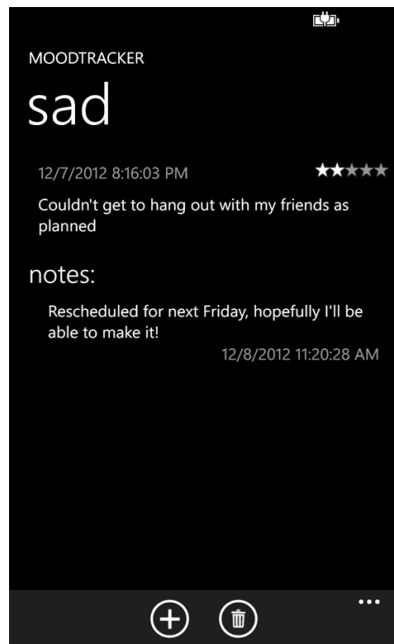 MOODTRACKER
sad
12/7/2012 8:16:03 PM
Couldn't get to hang out with my friends as
planned
notes:
Rescheduled for next Friday, hopefully I'll be
able to make it!
12/8/2012 11:20:28 AM